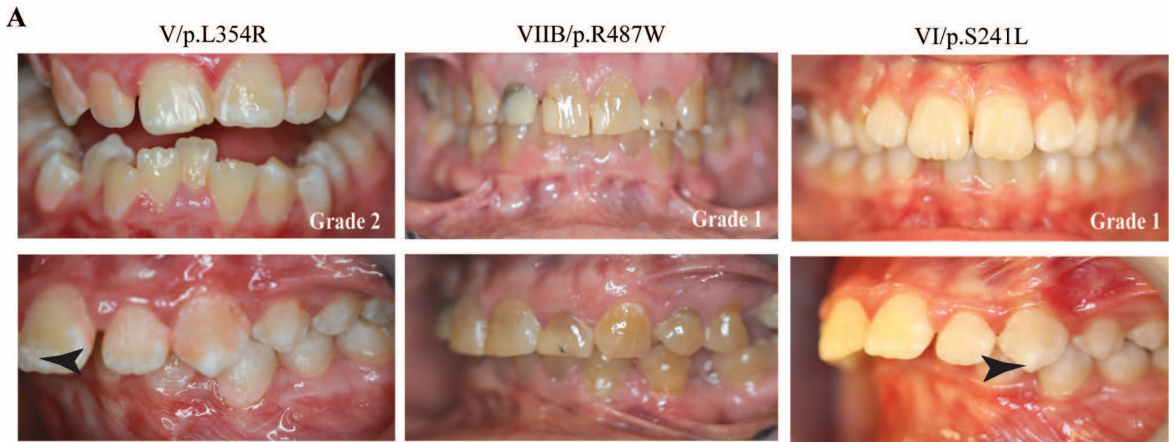 A
V/p.L354R
VIIB/p.R487W
VI/p.S241L
Grade 2
Grade 1
Grade 1